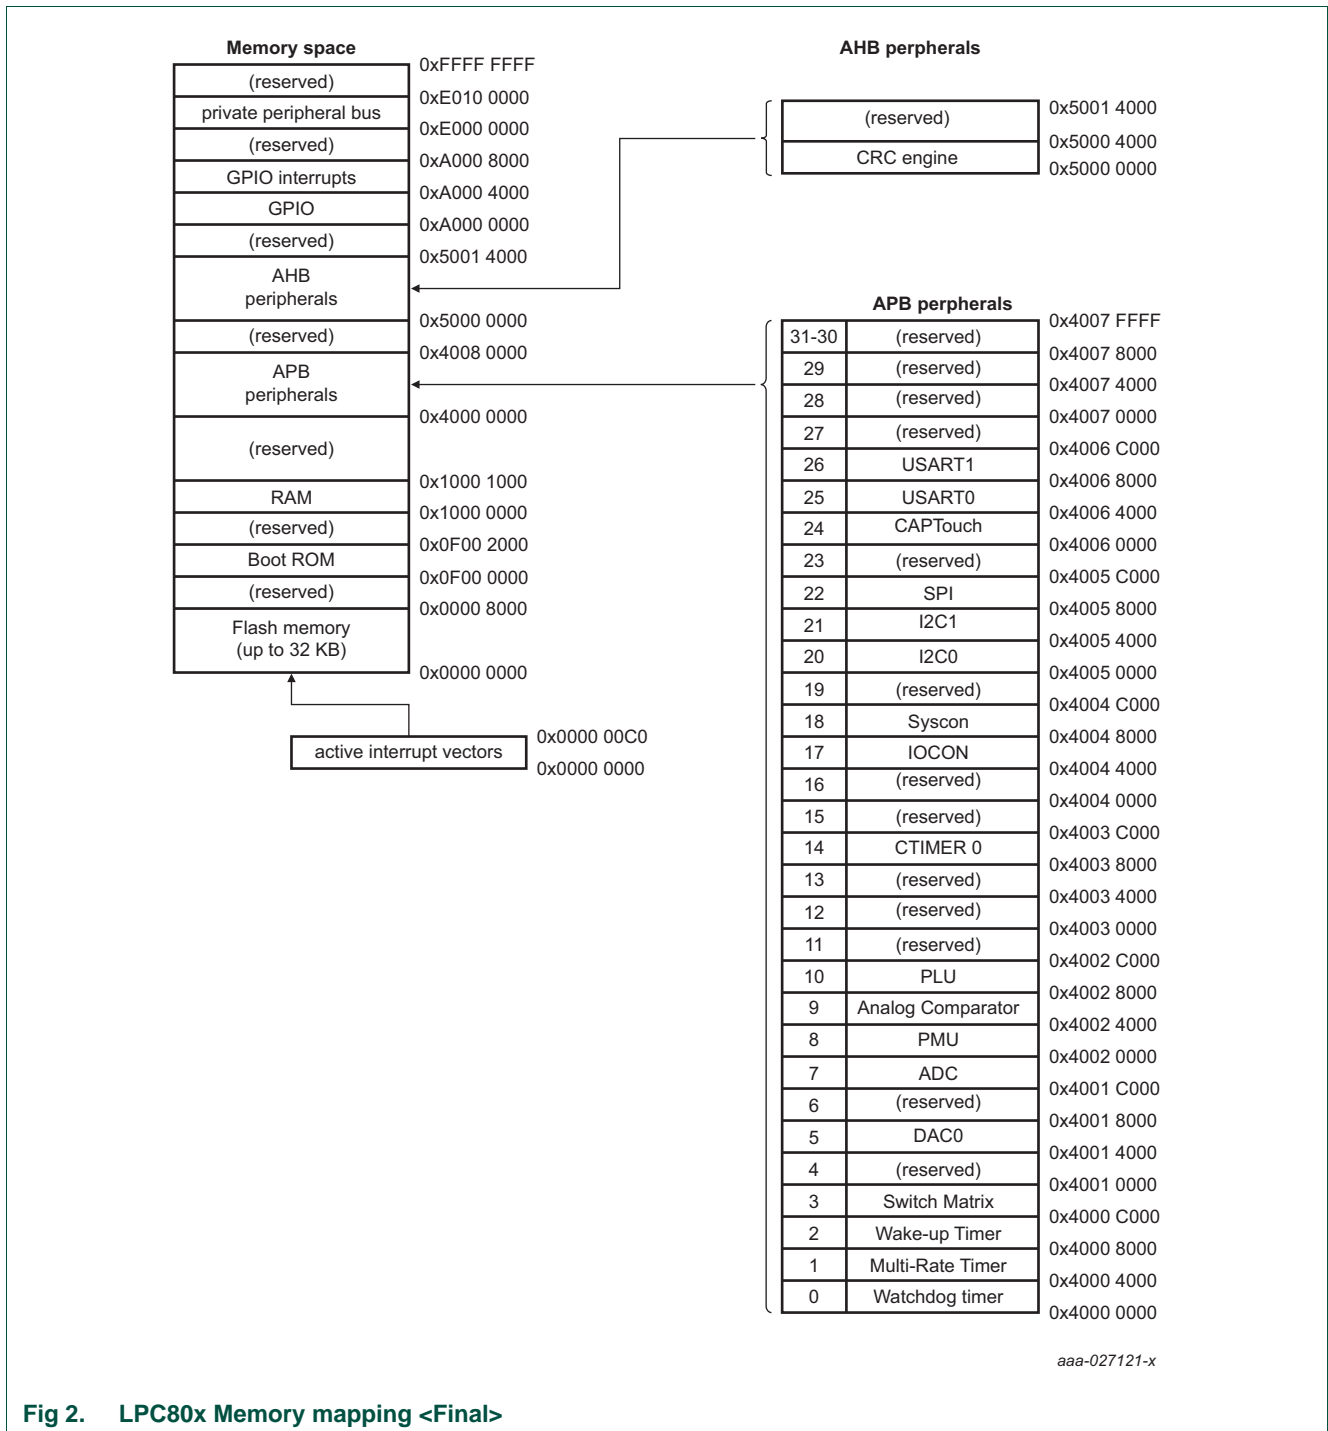 Memory space
0xFFFF FFFF
(reserved)
0xE010 0000
private peripheral bus
0xE000 0000
(reserved)
0xA000 8000
GPIO interrupts
0xA000 4000
GPIO
0xA000 0000
(reserved)
0x5001 4000
AHB
peripherals
0x5000 0000
(reserved)
0x4008 0000
APB
peripherals
0x4000 0000
(reserved)
0x1000 1000
RAM
0x1000 0000
(reserved)
0x0F00 2000
Boot ROM
0x0F00 0000
(reserved)
0x0000 8000
Flash memory
(up to 32 KB)
0x0000 0000
active interrupt vectors
0x0000 00C0
0x0000 0000
AHB perpherals
0x5001 4000
(reserved)
0x5000 4000
CRC engine
0x5000 0000
APB perpherals
0x4007 FFFF
31-30 (reserved)
0x4007 8000
29 (reserved)
0x4007 4000
28 (reserved)
0x4007 0000
27 (reserved)
0x4006 C000
26 USART1
0x4006 8000
25 USART0
0x4006 4000
24 CAPTouch
0x4006 0000
23 (reserved)
0x4005 C000
22 SPI
0x4005 8000
21 I2C1
0x4005 4000
20 I2C0
0x4005 0000
19 (reserved)
0x4004 C000
18 Syscon
0x4004 8000
17 IOCON
0x4004 4000
16 (reserved)
0x4004 0000
15 (reserved)
0x4003 C000
14 CTIMER 0
0x4003 8000
13 (reserved)
0x4003 4000
12 (reserved)
0x4003 0000
11 (reserved)
0x4002 C000
10 PLU
0x4002 8000
9 Analog Comparator
0x4002 4000
8 PMU
0x4002 0000
7 ADC
0x4001 C000
6 (reserved)
0x4001 8000
5 DAC0
0x4001 4000
4 (reserved)
0x4001 0000
3 Switch Matrix
0x4000 C000
2 Wake-up Timer
0x4000 8000
1 Multi-Rate Timer
0x4000 4000
0 Watchdog timer
0x4000 0000
aaa-027121-x
Fig 2. LPC80x Memory mapping <Final>